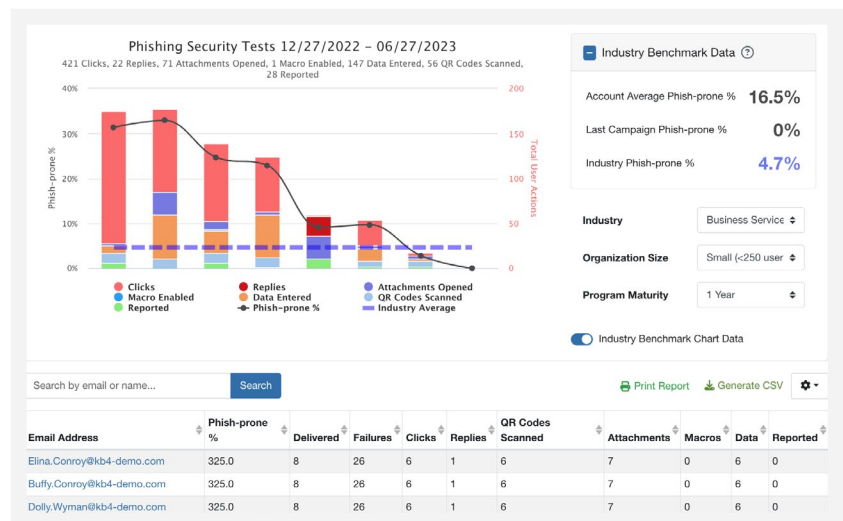 Phishing Security Tests 12/27/2022 – 06/27/2023
421 Clicks, 22 Replies, 71 Attachments Opened, 1 Macro Enabled, 147 Data Entered, 56 QR Codes Scanned,
28 Reported
40%
30%
20%
10%
0%
Phish-prone %
200
150
100
50
0
Total User Actions
Clicks
Replies
Attachments Opened
Macro Enabled
Data Entered
QR Codes Scanned
Reported
Phish-prone %
Industry Average
Industry Benchmark Data ?
Account Average Phish-prone % 16.5%
Last Campaign Phish-prone % 0%
Industry Phish-prone % 4.7%
Industry Business Service
Organization Size Small (<250 user
Program Maturity 1 Year
Industry Benchmark Chart Data
Search by email or name... Search
Print Report Generate CSV
Email Address Phish-prone % Delivered Failures Clicks Replies QR Codes Scanned Attachments Macros Data Reported
Elina.Conroy@kb4-demo.com 325.0 8 26 6 1 6 7 0 6 0
Buffy.Conroy@kb4-demo.com 325.0 8 26 6 1 6 7 0 6 0
Dolly.Wyman@kb4-demo.com 325.0 8 26 6 1 6 7 0 6 0